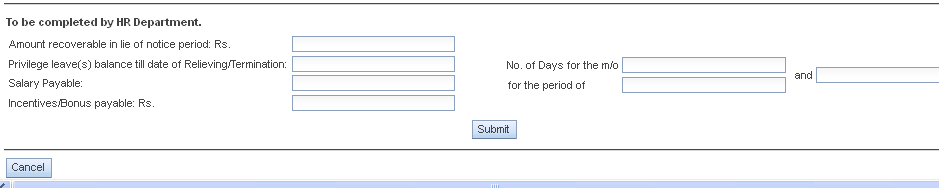 To be completed by HR Department.
Amount recoverable in lie of notice period: Rs.
Privilege leave(s) balance till date of Relieving/Termination:
No. of Days for the m/o
and
Salary Payable:
for the period of
Incentives/Bonus payable: Rs.
Submit
Cancel